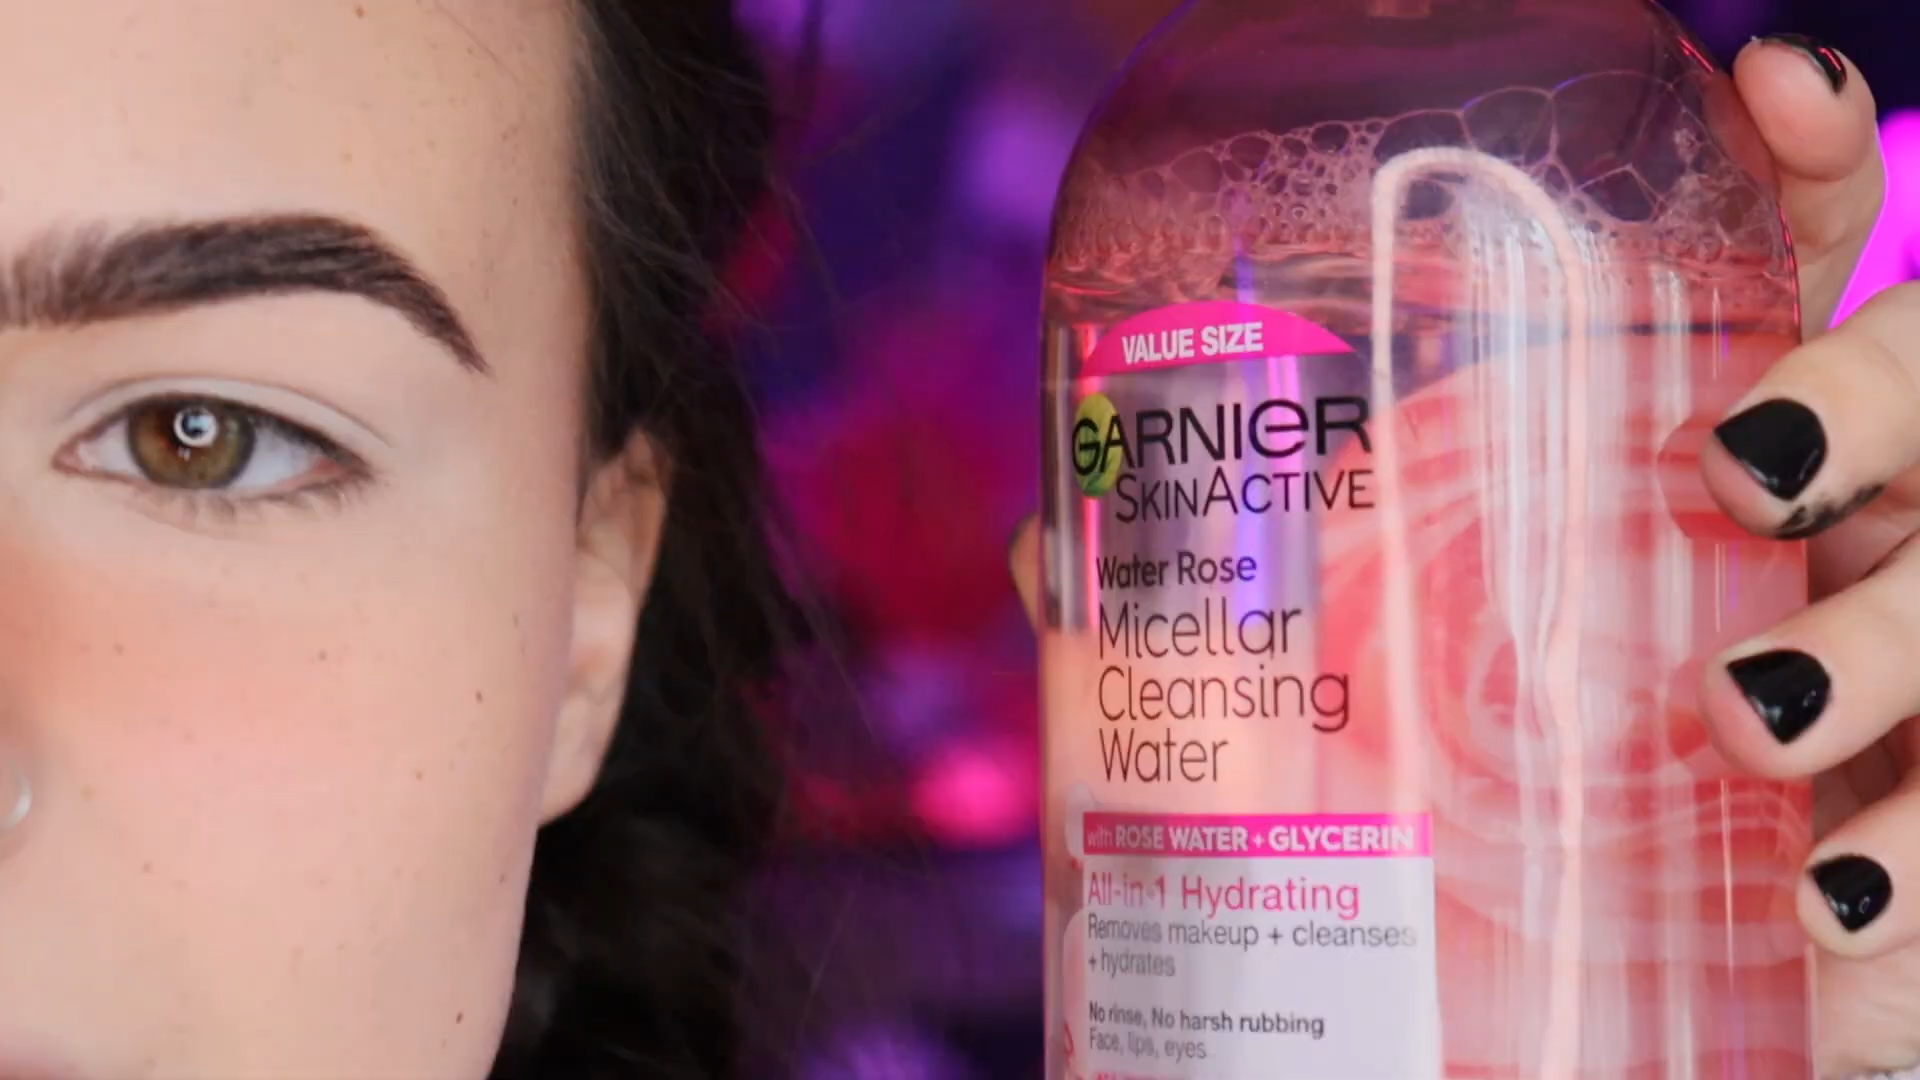 VALUE SIZE
GARNIER
SKINACTIVE
Water Rose
Micellar
Cleansing
Water
with ROSE WATER + GLYCERIN
All-in-1 Hydrating
Removes makeup + cleanses
+ hydrates
No rinse, No harsh rubbing
Face, lips, eyes